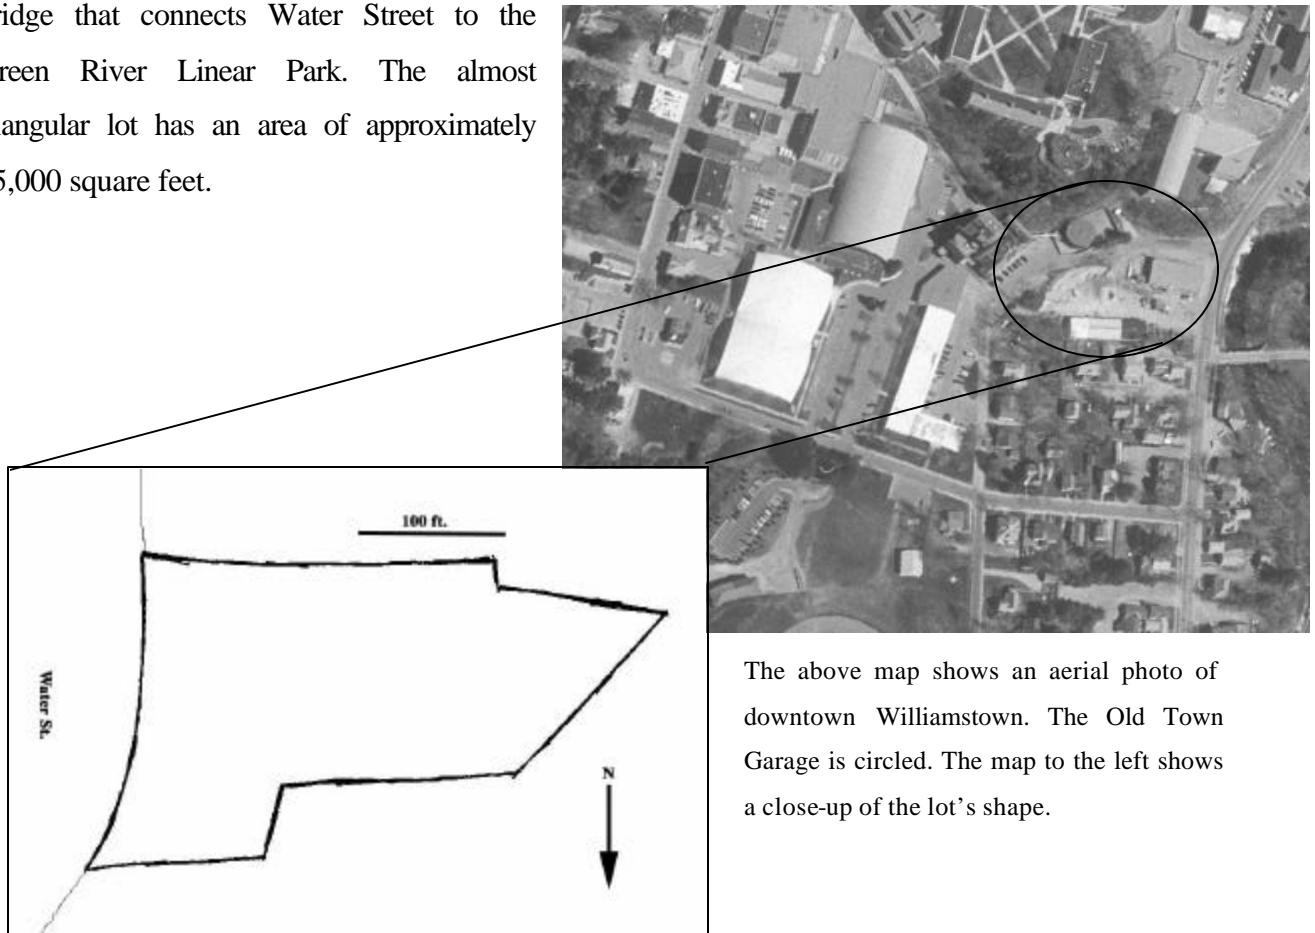 ridge that connects Water Street to the
reen River Linear Park. The almost
angular lot has an area of approximately
5,000 square feet.
100 ft.
Water St.
N
The above map shows an aerial photo of
downtown Williamstown. The Old Town
Garage is circled. The map to the left shows
a close-up of the lot’s shape.